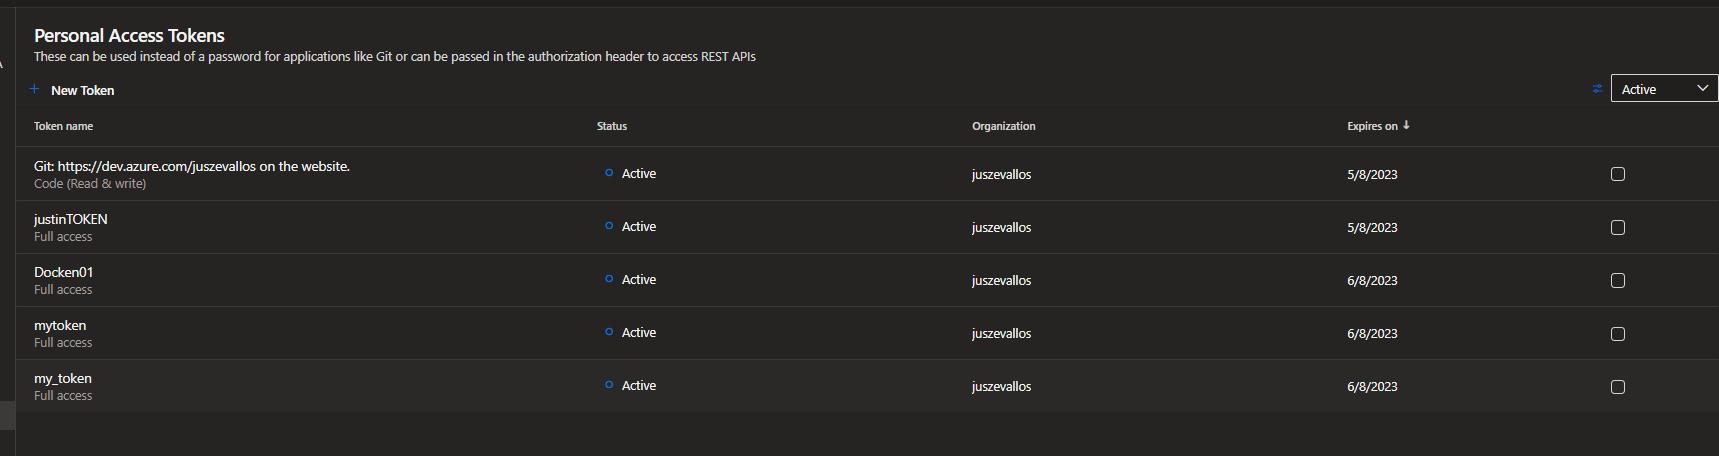 Personal Access Tokens
These can be used instead of a password for applications like Git or can be passed in the authorization header to access REST APIs
+ New Token
Active
Token name Status Organization Expires on ↓
Git: https://dev.azure.com/juszevallos on the website.
Code (Read & write)
Active juszevallos 5/8/2023
justinTOKEN
Full access
Active juszevallos 5/8/2023
Docken01
Full access
Active juszevallos 6/8/2023
mytoken
Full access
Active juszevallos 6/8/2023
my_token
Full access
Active juszevallos 6/8/2023